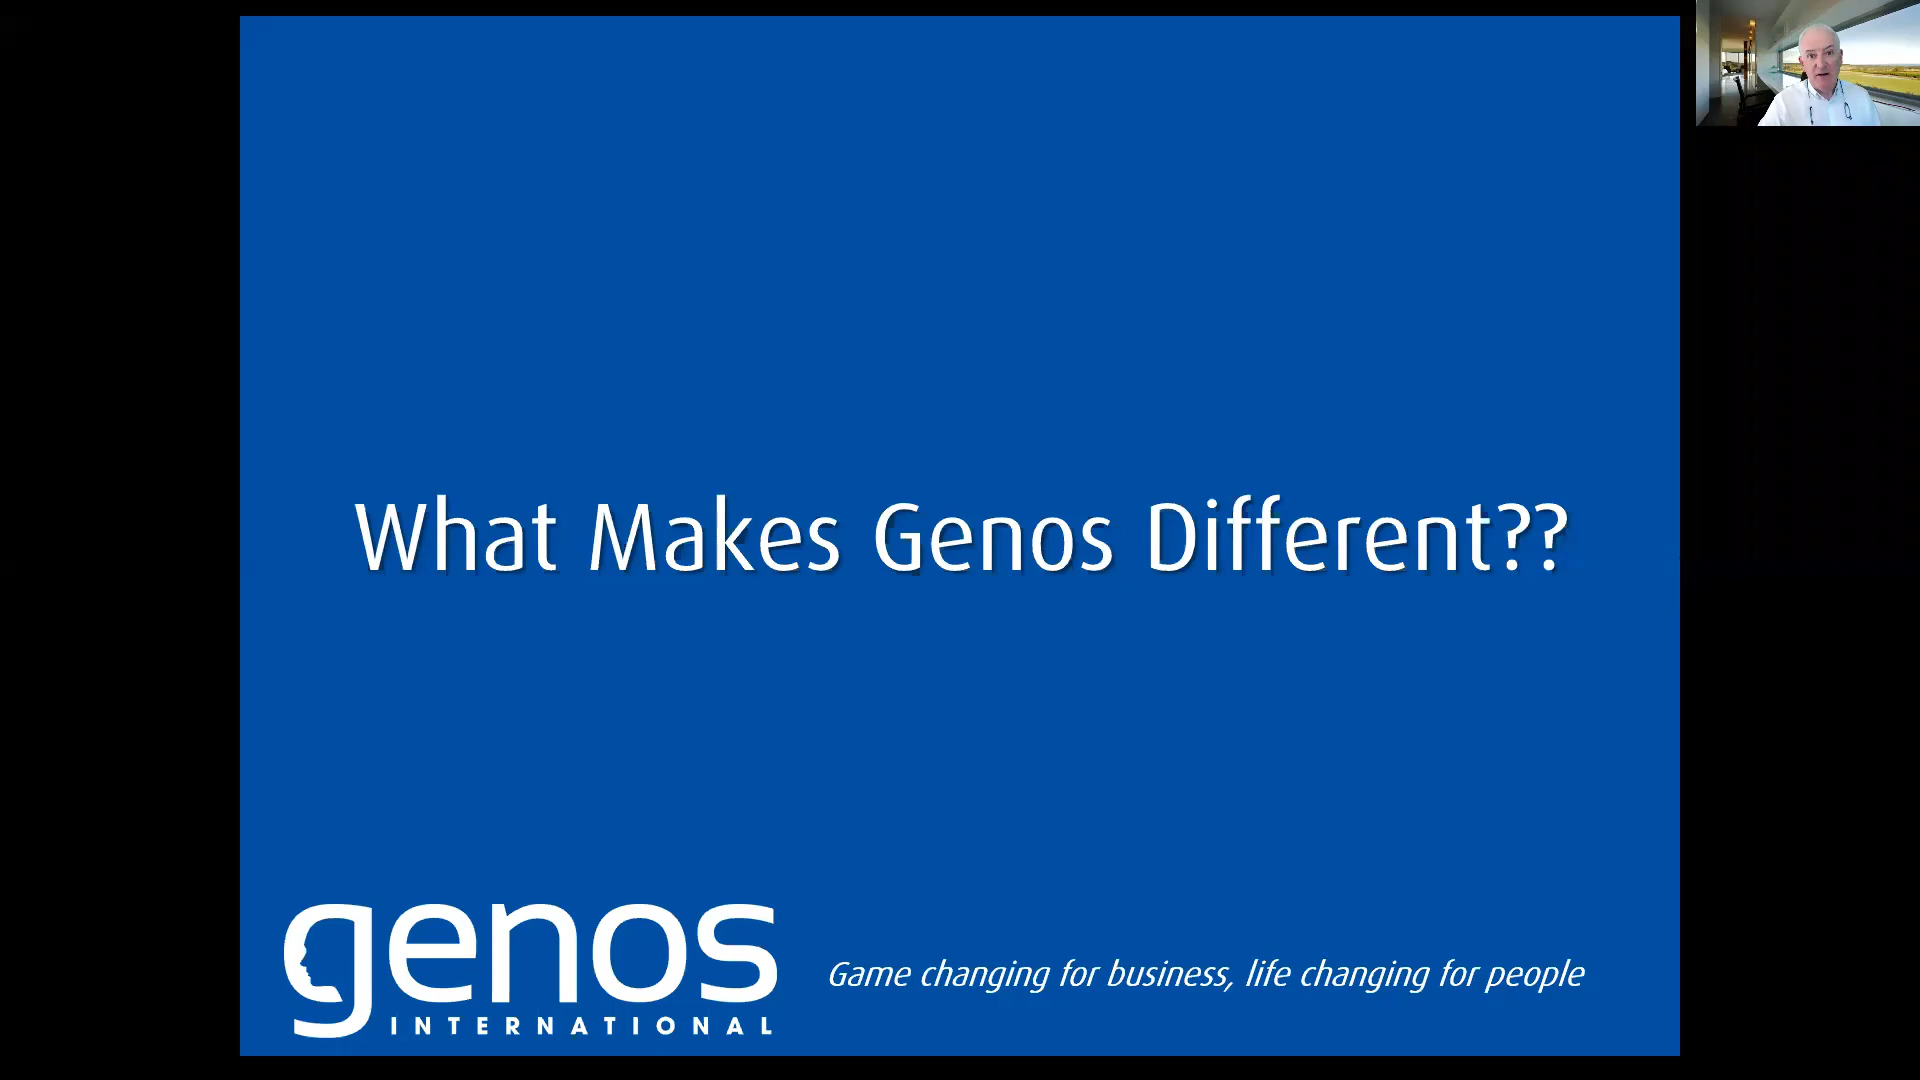 What Makes Genos Different??
genos
INTERNATIONAL
Game changing for business, life changing for people